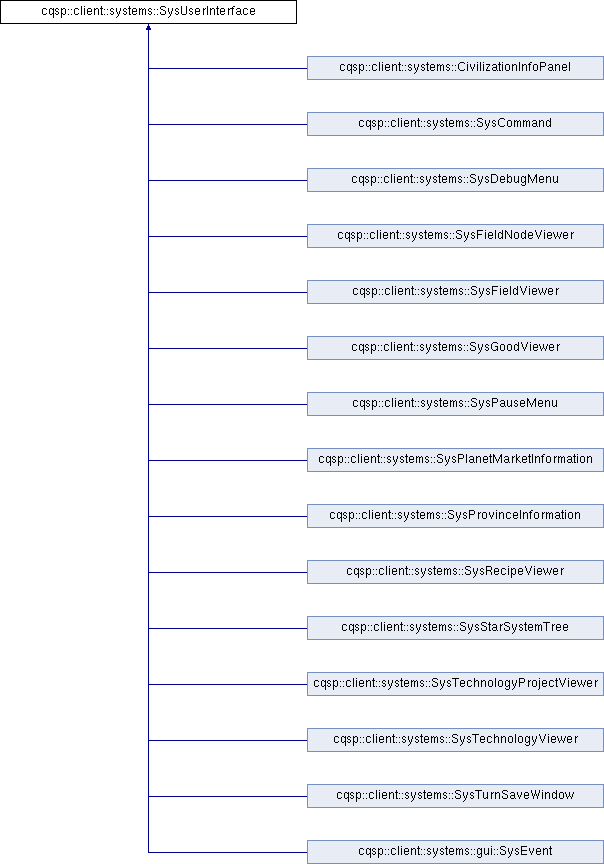 cqsp::client::systems::SysUserInterface
cqsp::client::systems::CivilizationInfoPanel
cqsp::client::systems::SysCommand
cqsp::client::systems::SysDebugMenu
cqsp::client::systems::SysFieldNodeViewer
cqsp::client::systems::SysFieldViewer
cqsp::client::systems::SysGoodViewer
cqsp::client::systems::SysPauseMenu
cqsp::client::systems::SysPlanetMarketInformation
cqsp::client::systems::SysProvinceInformation
cqsp::client::systems::SysRecipeViewer
cqsp::client::systems::SysStarSystemTree
cqsp::client::systems::SysTechnologyProjectViewer
cqsp::client::systems::SysTechnologyViewer
cqsp::client::systems::SysTurnSaveWindow
cqsp::client::systems::gui::SysEvent